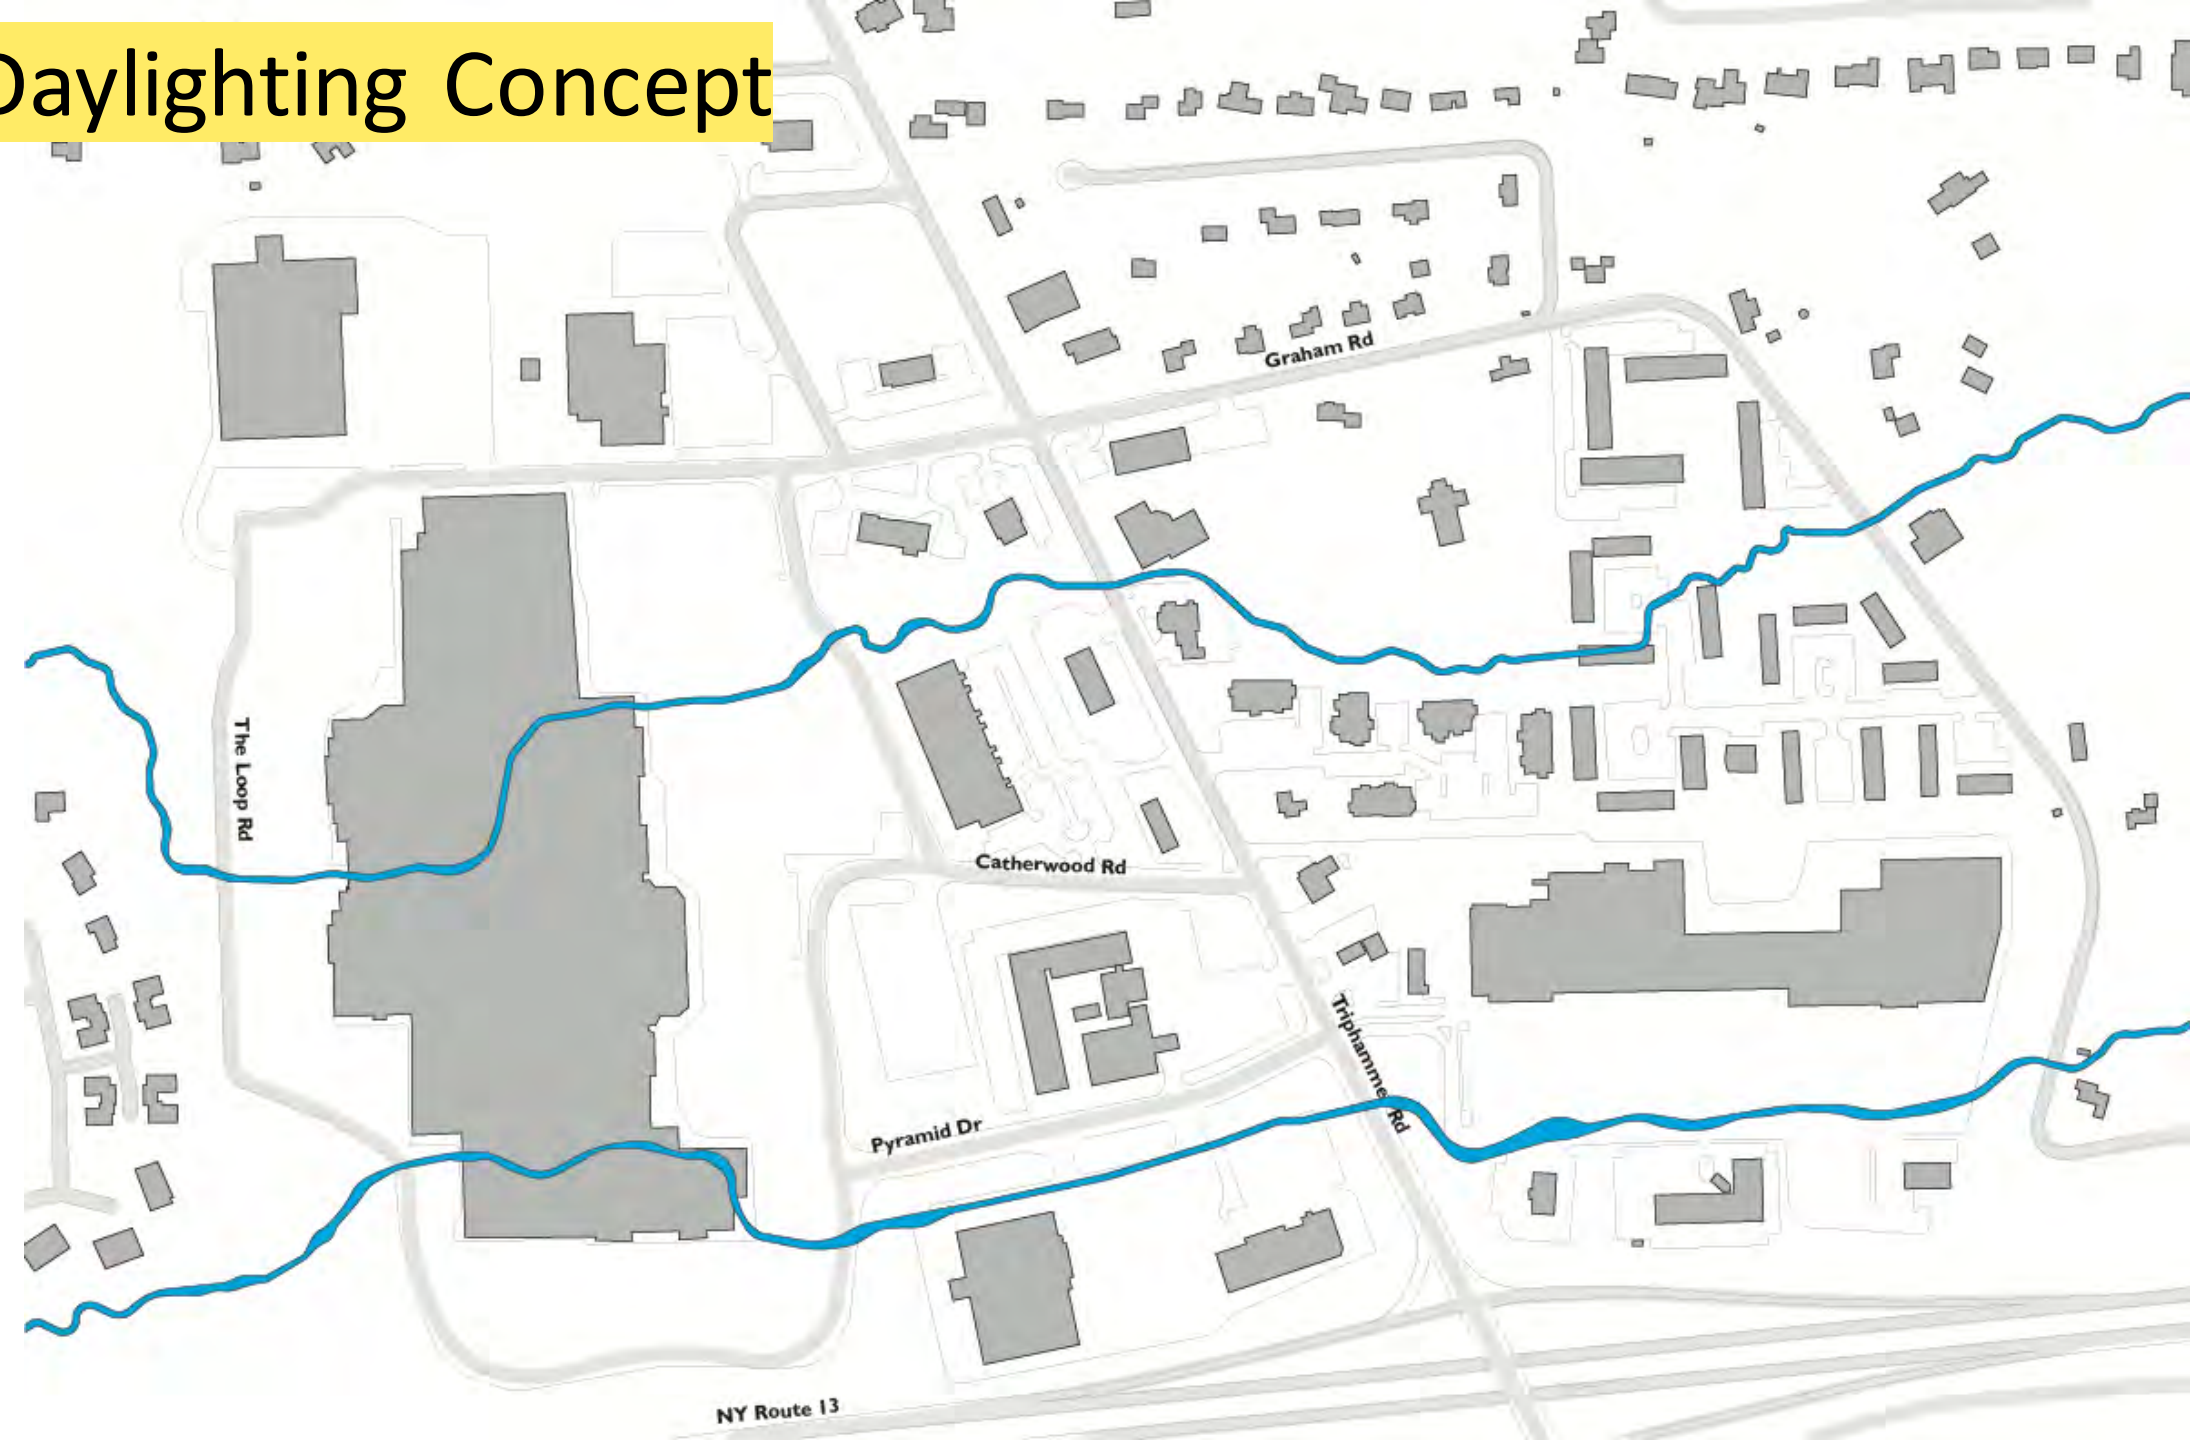 Daylighting Concept
Graham Rd
The Loop Rd
Catherwood Rd
Triphammer Rd
Pyramid Dr
NY Route 13